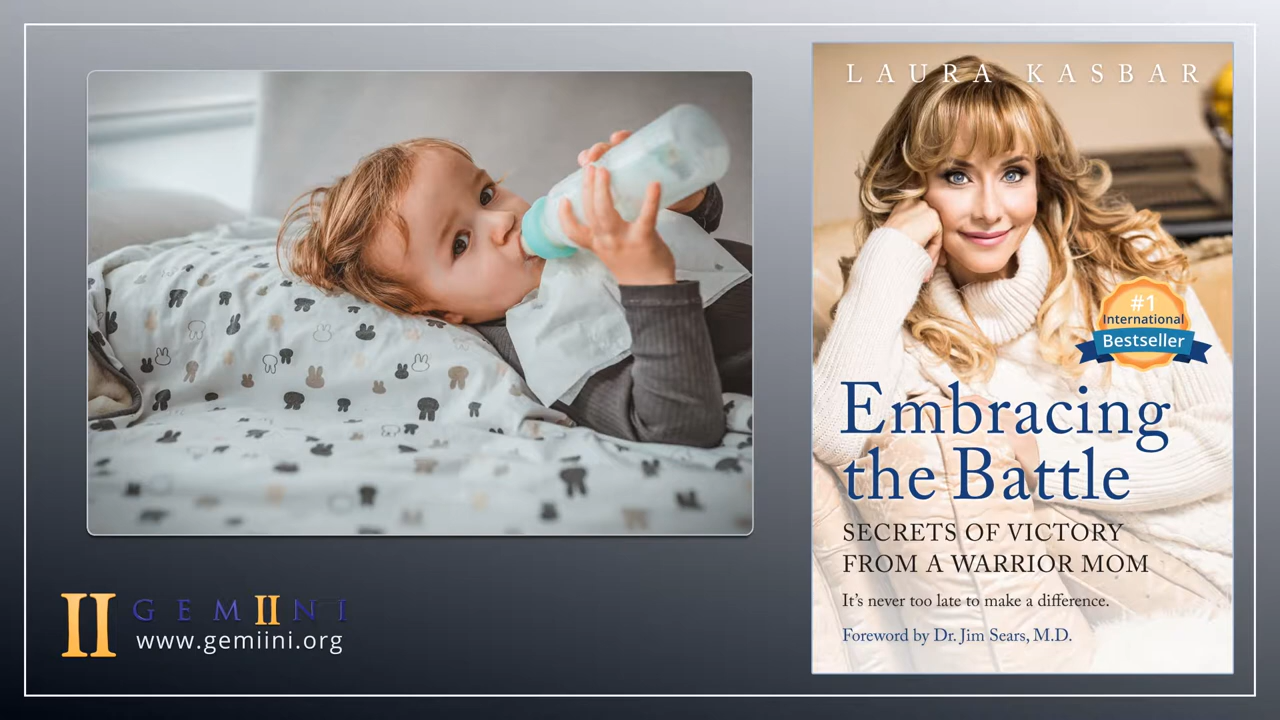 LAURA KASBAR
#1
International
Bestseller
Embracing
the Battle
SECRETS OF VICTORY
FROM A WARRIOR MOM
It's never too late to make a difference.
Foreword by Dr. Jim Sears, M.D.
II GEMIINI
www.gemiini.org